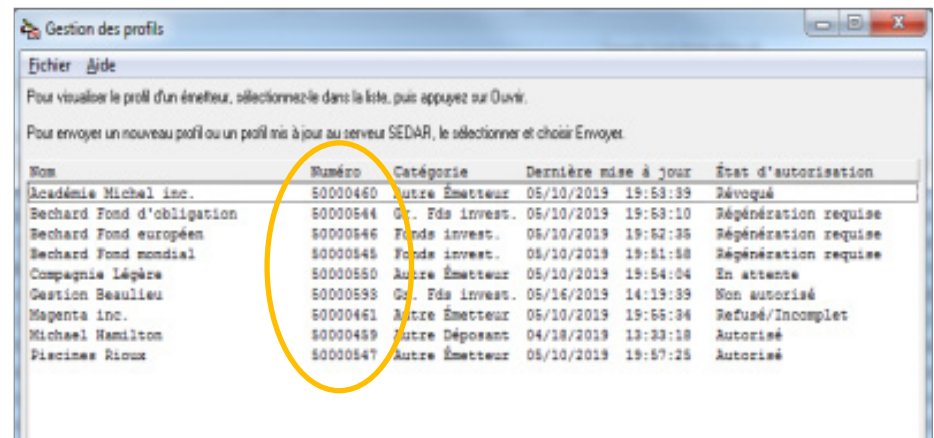 Gestion des profils
Fichier Aide
Pour visualiser le profil d'un émetteur, sélectionnez-le dans la liste, puis appuyez sur Ouvrir.
Pour envoyer un nouveau profil ou un profil mis à jour au serveur SEDAR, le sélectionner et choisir Envoyer.
Nom Numéro Catégorie Dernière mise à jour État d'autorisation
Académie Michel inc. 50000460 Autre Émetteur 05/10/2019 19:53:39 Révoqué
Bechard Fond d'obligation 50000544 Gr. Fds invest. 05/10/2019 19:53:10 Régénération requise
Bechard Fond européen 50000546 Fonds invest. 05/10/2019 19:52:35 Régénération requise
Bechard Fond mondial 50000545 Fonds invest. 05/10/2019 19:51:58 Régénération requise
Compagnie Légère 50000550 Autre Émetteur 05/10/2019 19:54:04 En attente
Gestion Beaulieu 50000593 Gr. Fds invest. 05/16/2019 14:19:39 Non autorisé
Magenta inc. 50000461 Autre Émetteur 05/10/2019 19:55:34 Refusé/Incomplet
Michael Hamilton 50000459 Autre Déposant 04/18/2019 13:33:18 Autorisé
Piscines Rioux 50000547 Autre Émetteur 05/10/2019 19:57:25 Autorisé